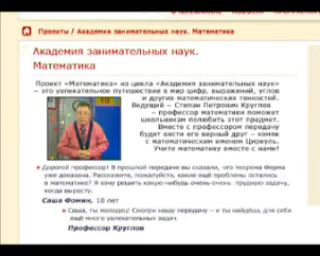 Проекты / Академия занимательных наук. Математика
Академия занимательных наук.
Математика
Проект «Математика» из цикла «Академия занимательных наук»
– это увлекательное путешествие в мир цифр, выражений, углов
и других математических тонкостей.
Ведущий – Степан Петрович Круглов
– профессор математики поможет
школьникам полюбить этот предмет.
Вместе с профессором передачу
будет вести его верный друг – хомяк
с математическим именем Циркуль.
Учите математику вместе с нами!
10
Дорогой профессор! В прошлой передаче вы сказали, что теорема Ферма
уже доказана. Расскажите, пожалуйста, какие ещё проблемы остались
в математике? Я хочу решить какую-нибудь очень-очень трудную задачу,
когда вырасту.
Саша Фомин, 10 лет
Саша, ты молодец! Смотри нашу передачу – и ты найдёшь для себя
ещё много увлекательных задач.
Профессор Круглов